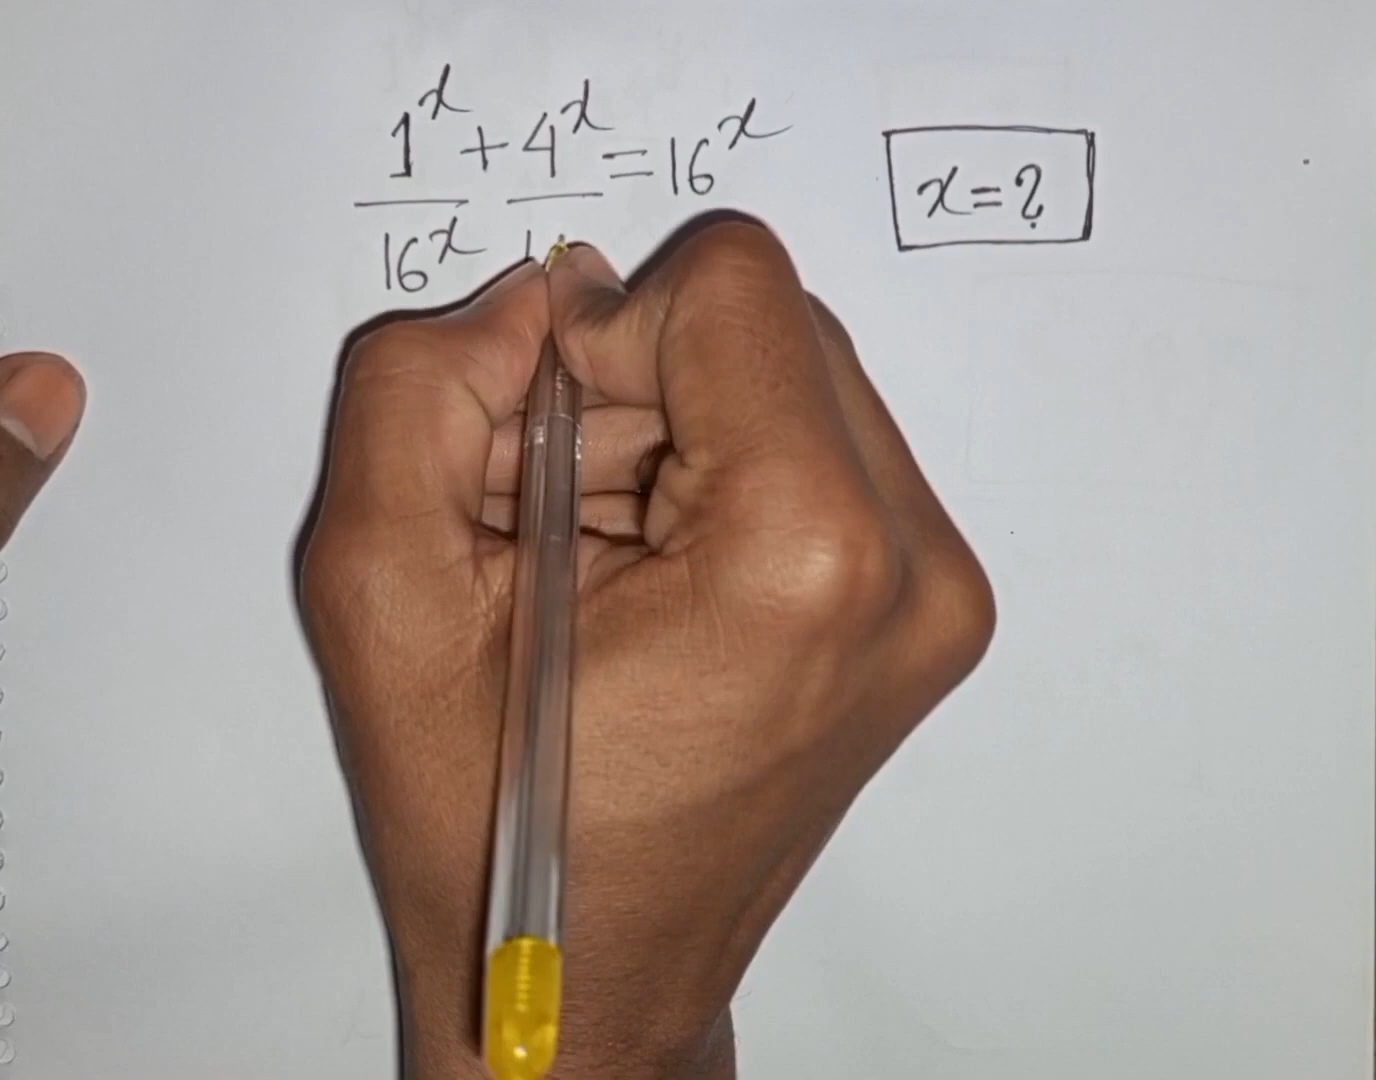 1^x + 4^x = 16^x
16^x
x = ?